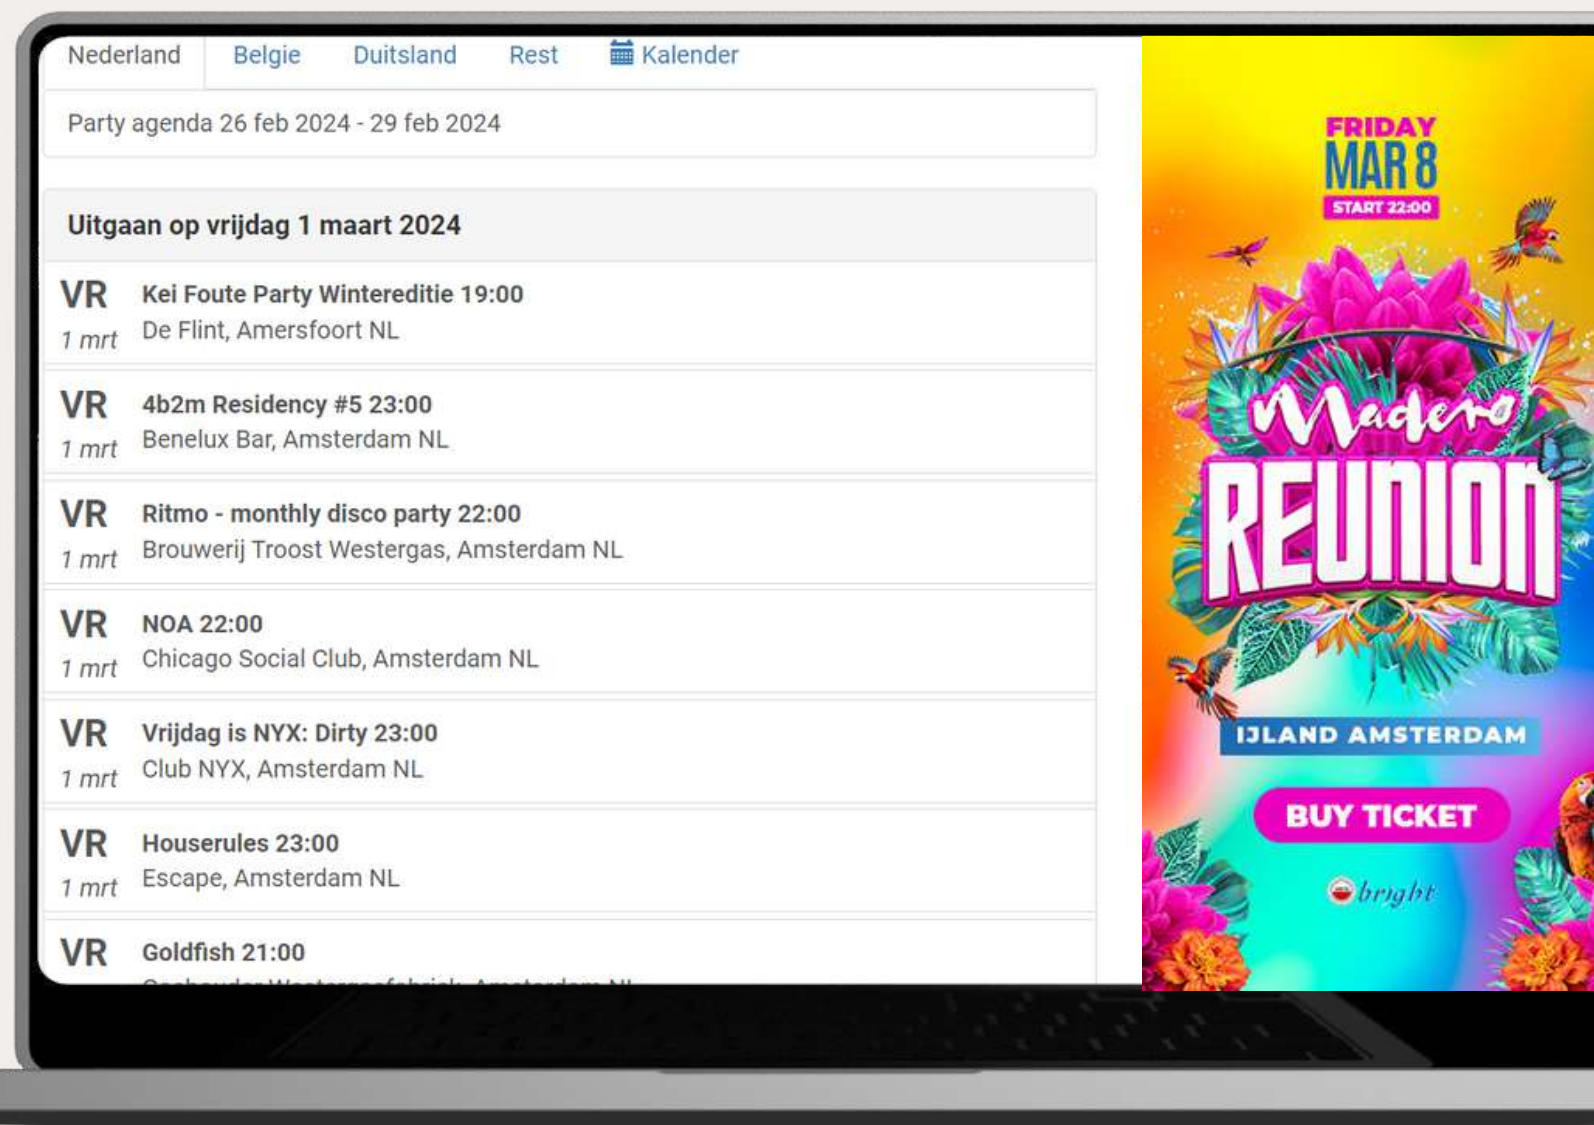 Nederland Belgie Duitsland Rest Kalender
Party agenda 26 feb 2024 - 29 feb 2024
Uitgaan op vrijdag 1 maart 2024
VR Kei Foute Party Wintereditie 19:00
1 mrt De Flint, Amersfoort NL
VR 4b2m Residency #5 23:00
1 mrt Benelux Bar, Amsterdam NL
VR Ritmo - monthly disco party 22:00
1 mrt Brouwerij Troost Westergas, Amsterdam NL
VR NOA 22:00
1 mrt Chicago Social Club, Amsterdam NL
VR Vrijdag is NYX: Dirty 23:00
1 mrt Club NYX, Amsterdam NL
VR Houserules 23:00
1 mrt Escape, Amsterdam NL
VR Goldfish 21:00
FRIDAY
MAR 8
START 22:00
Madero
REUNION
IJLAND AMSTERDAM
BUY TICKET
bright